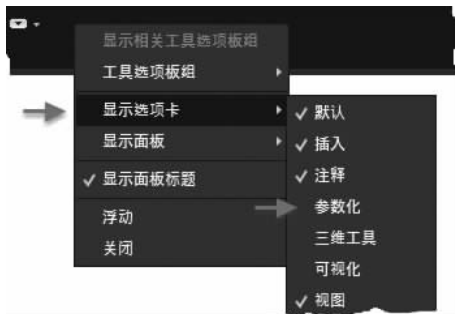 显示相关工具选项板组
工具选项板组
显示选项卡
显示面板
显示面板标题
浮动
关闭
默认
插入
注释
参数化
三维工具
可视化
视图